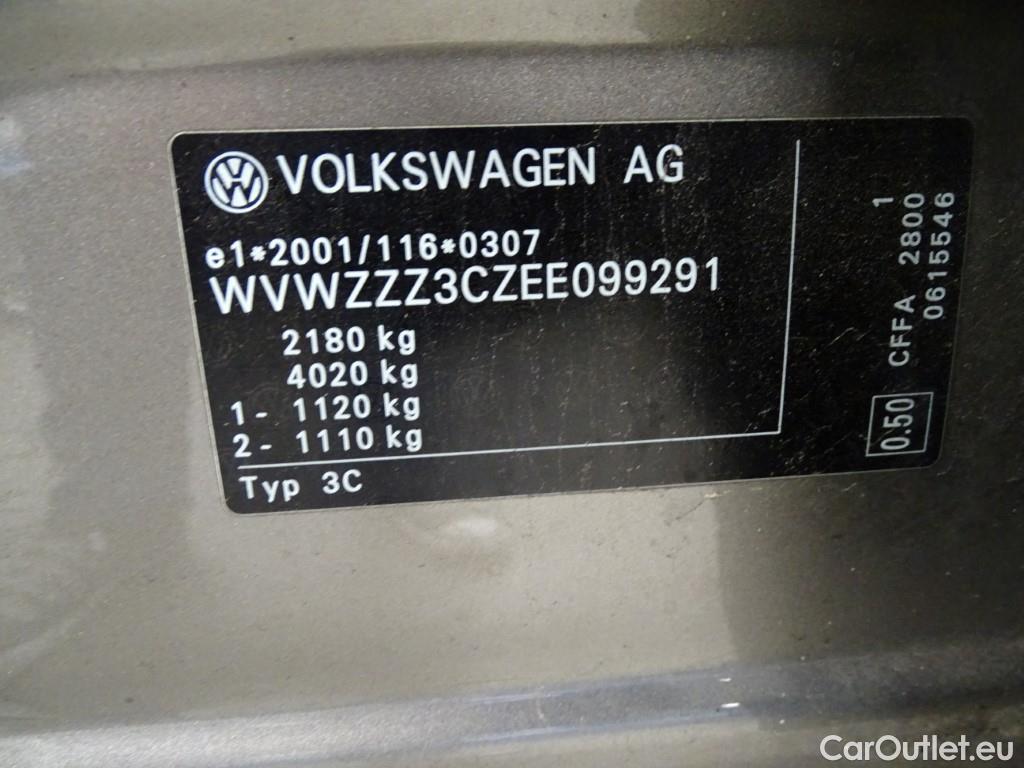 VOLKSWAGEN AG
e1*2001/116*0307
WVWZZZ3CZEE099291
2180 kg
4020 kg
1 - 1120 kg
2 - 1110 kg
Typ 3C
0.50 CFFA 2800 1
0615546
CarOutlet.eu